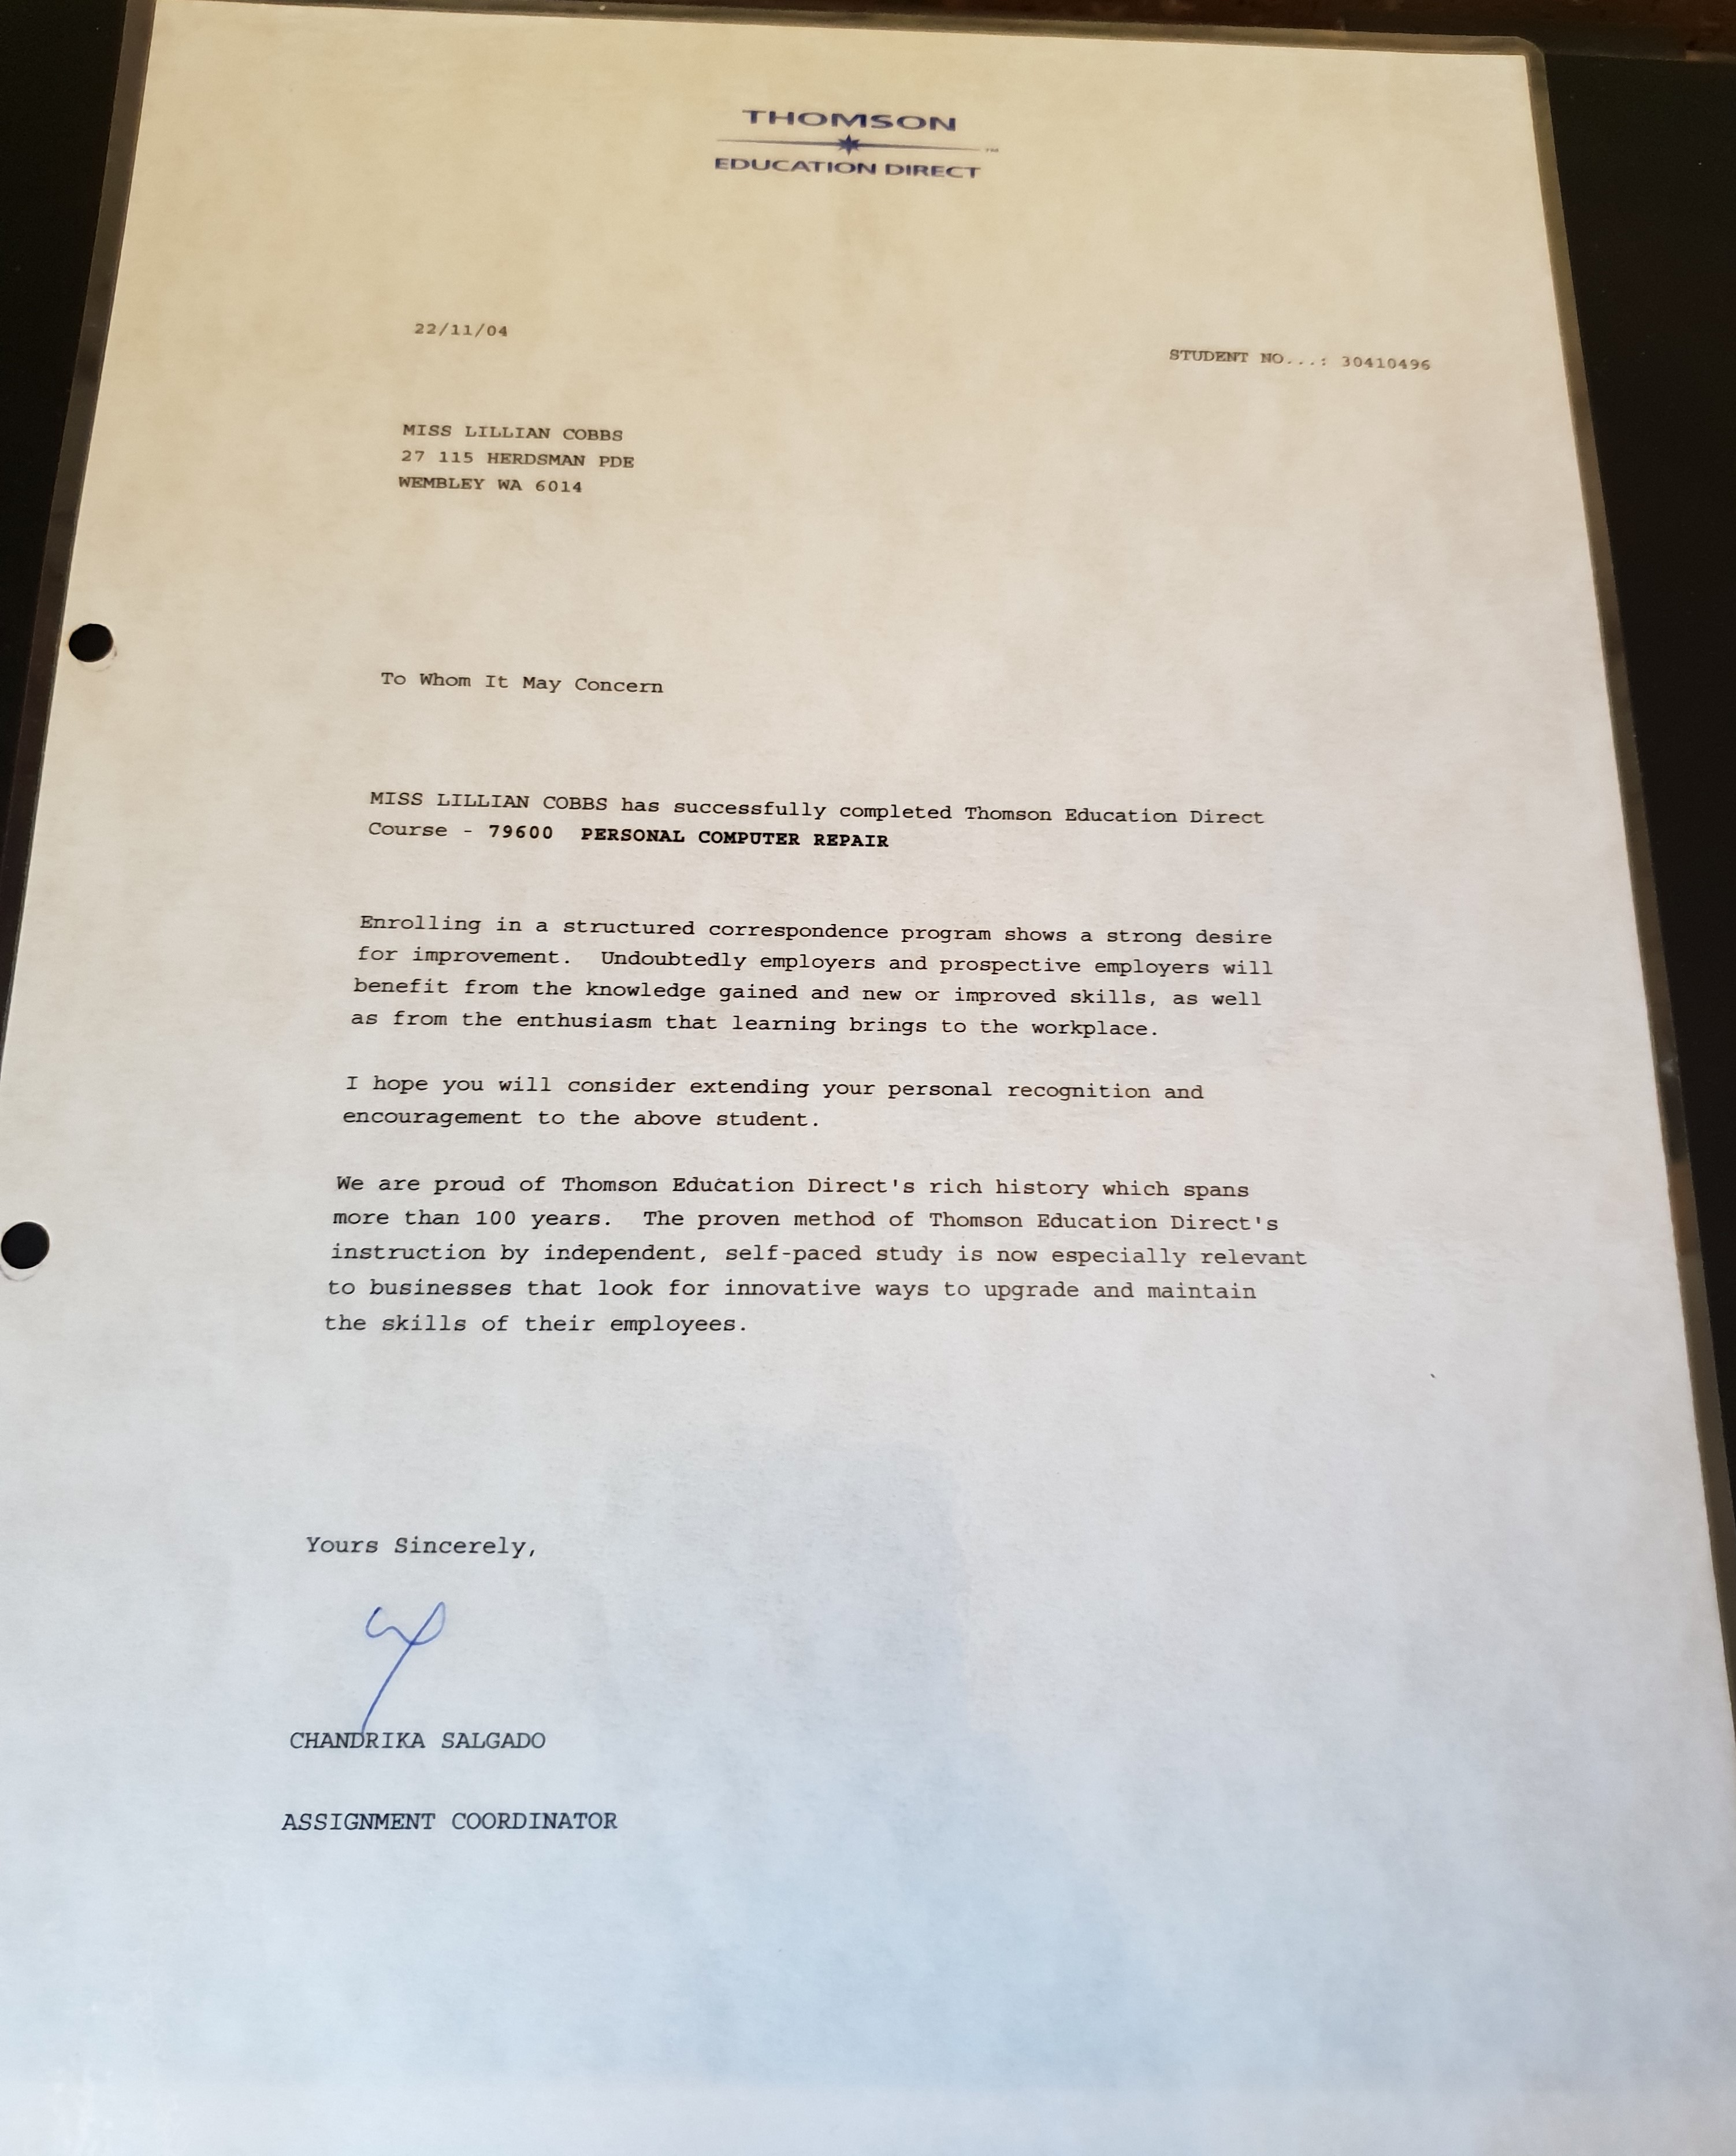 THOMSON
EDUCATION DIRECT™
22/11/04
STUDENT NO...: 30410496
MISS LILLIAN COBBS
27 115 HERDSMAN PDE
WEMBLEY WA 6014
To Whom It May Concern
MISS LILLIAN COBBS has successfully completed Thomson Education Direct
Course - 79600  PERSONAL COMPUTER REPAIR
Enrolling in a structured correspondence program shows a strong desire
for improvement.  Undoubtedly employers and prospective employers will
benefit from the knowledge gained and new or improved skills, as well
as from the enthusiasm that learning brings to the workplace.
I hope you will consider extending your personal recognition and
encouragement to the above student.
We are proud of Thomson Education Direct's rich history which spans
more than 100 years.  The proven method of Thomson Education Direct's
instruction by independent, self-paced study is now especially relevant
to businesses that look for innovative ways to upgrade and maintain
the skills of their employees.
Yours Sincerely,
CHANDRIKA SALGADO
ASSIGNMENT COORDINATOR